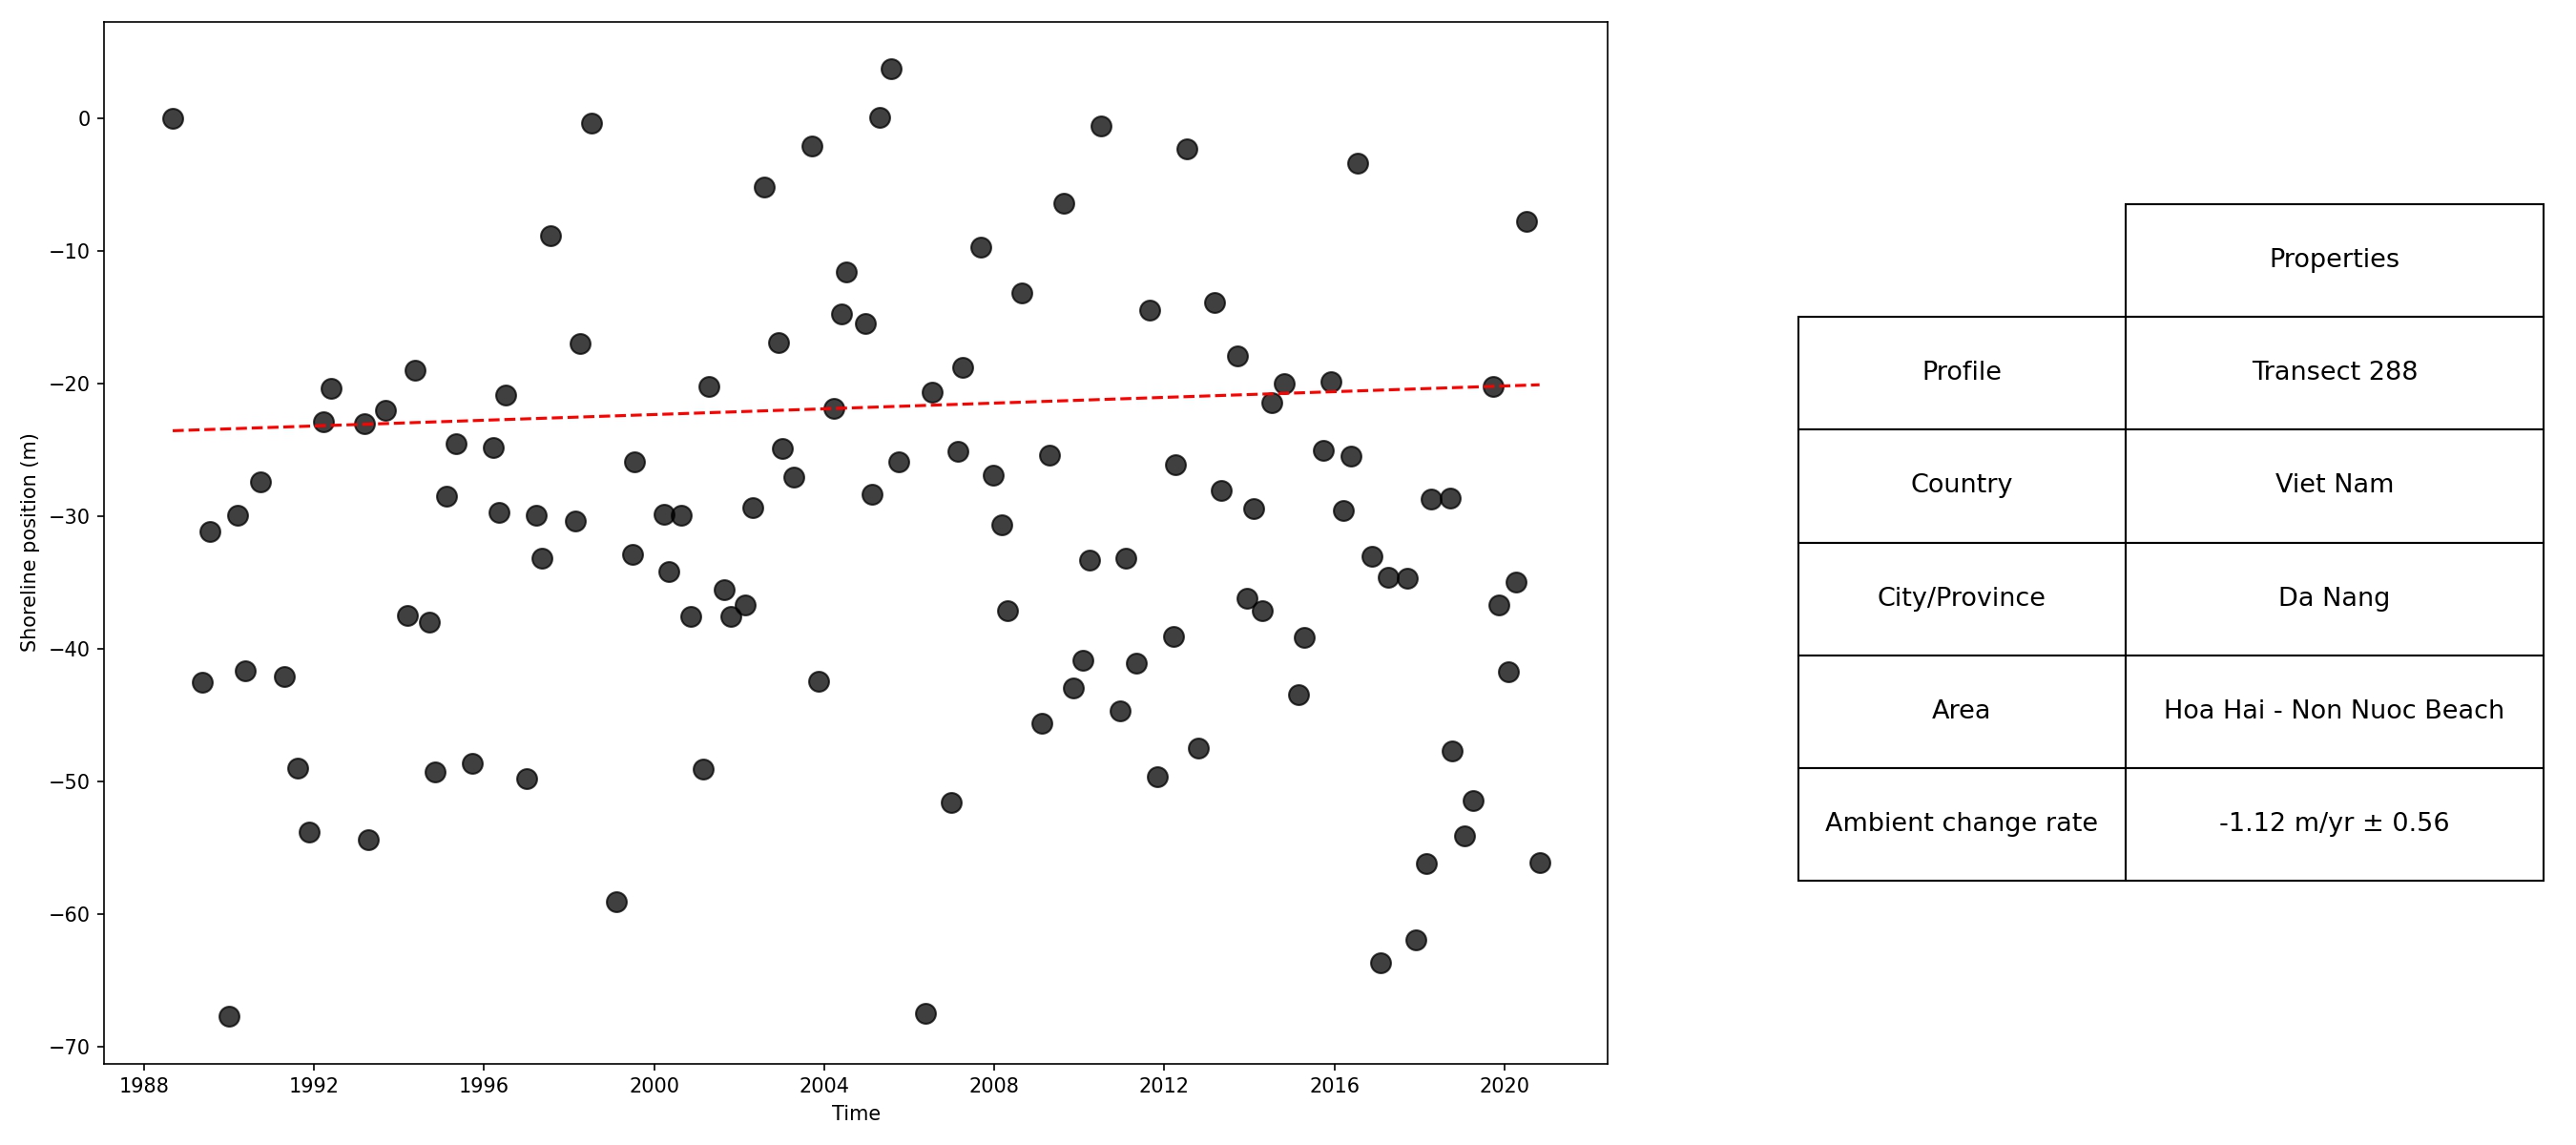 0
−10
−20
−30
−40
−50
−60
−70
Shoreline position (m)
1988 1992 1996 2000 2004 2008 2012 2016 2020
Time
Properties
Profile Transect 288
Country Viet Nam
City/Province Da Nang
Area Hoa Hai - Non Nuoc Beach
Ambient change rate -1.12 m/yr ± 0.56